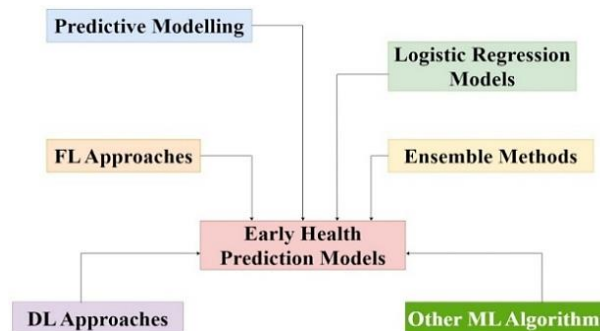 Predictive Modelling
Logistic Regression
Models
FL Approaches
Ensemble Methods
Early Health
Prediction Models
DL Approaches
Other ML Algorithm